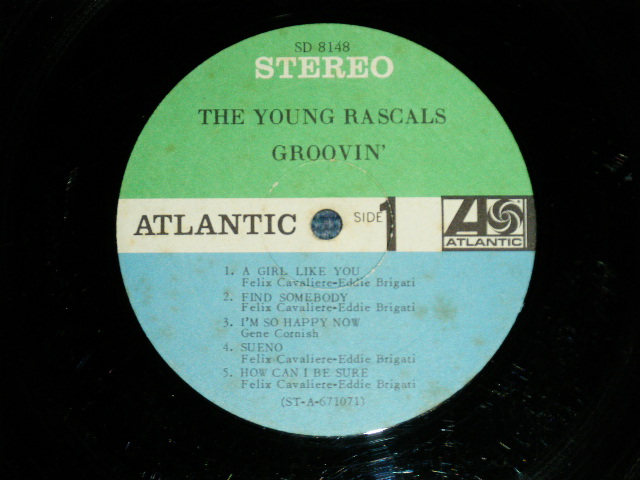 SD 8148
STEREO
THE YOUNG RASCALS
GROOVIN'
ATLANTIC
SIDE 1
ATLANTIC
1. A GIRL LIKE YOU
Felix Cavaliere-Eddie Brigati
2. FIND SOMEBODY
Felix Cavaliere-Eddie Brigati
3. I'M SO HAPPY NOW
Gene Cornish
4. SUENO
Felix Cavaliere-Eddie Brigati
5. HOW CAN I BE SURE
Felix Cavaliere-Eddie Brigati
(ST-A-671071)